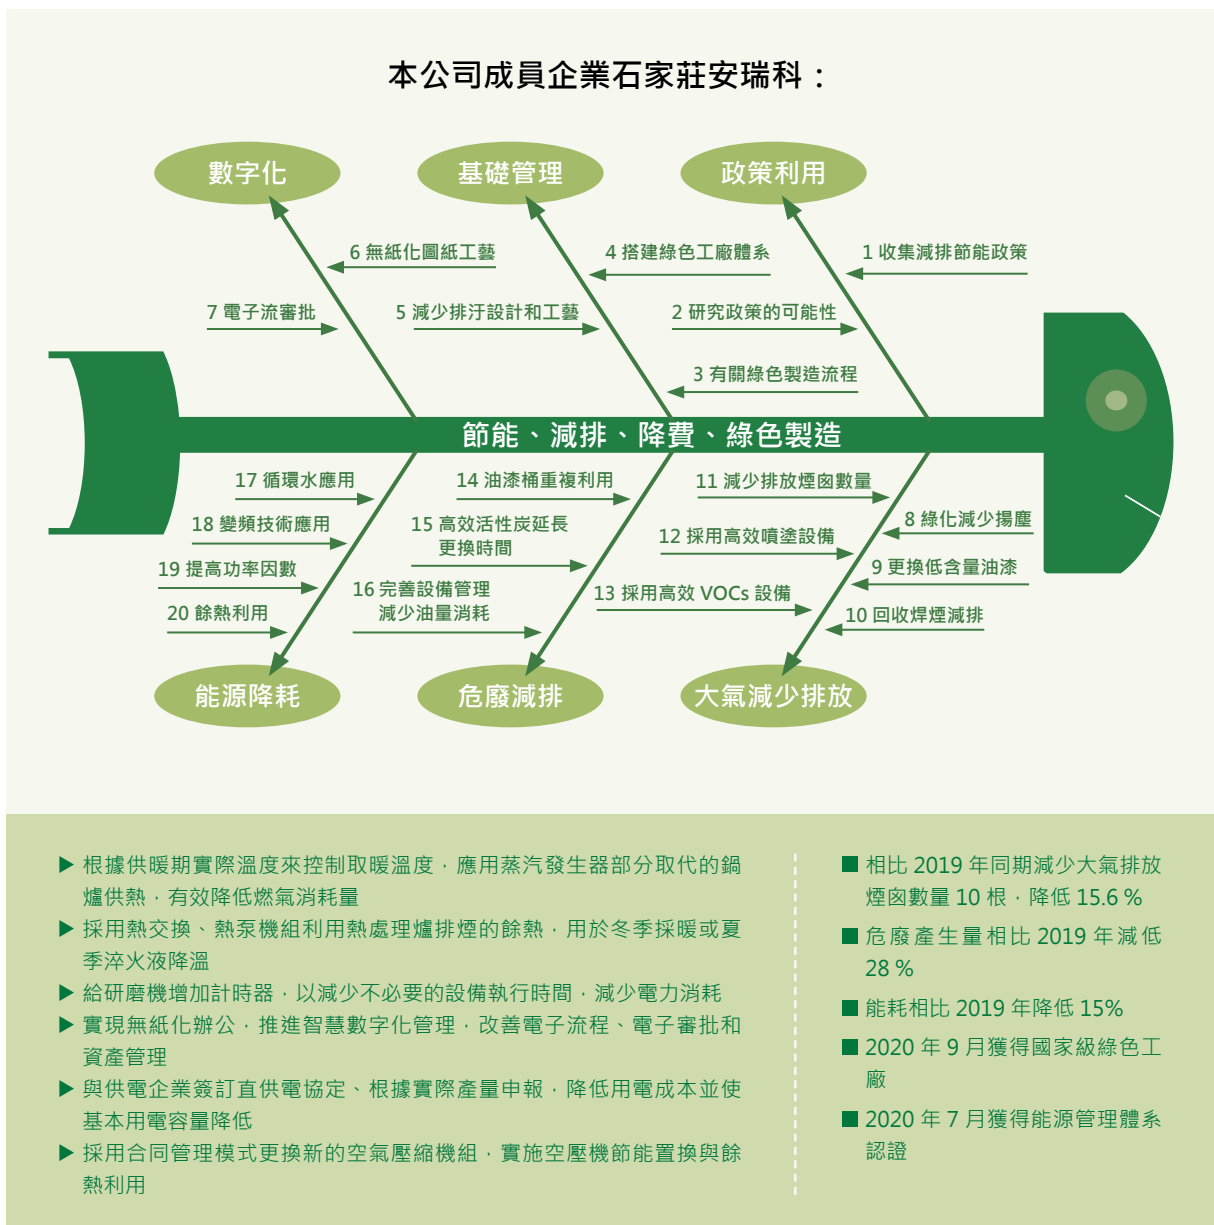 本公司成員企業石家莊安瑞科：
數字化
基礎管理
政策利用
6 無紙化圖紙工藝
4 搭建綠色工廠體系
1 收集減排節能政策
7 電子流審批
5 減少排汙設計和工藝
2 研究政策的可能性
3 有關綠色製造流程
節能、減排、降費、綠色製造
17 循環水應用
14 油漆桶重複利用
11 減少排放煙囪數量
18 變頻技術應用
15 高效活性炭延長
更換時間
12 採用高效噴塗設備
8 綠化減少揚塵
19 提高功率因數
16 完善設備管理
減少油量消耗
13 採用高效 VOCs 設備
9 更換低含量油漆
20 餘熱利用
10 回收焊煙減排
能源降耗
危廢減排
大氣減少排放
▶ 根據供暖期實際溫度來控制取暖溫度，應用蒸汽發生器部分取代的鍋
爐供熱，有效降低燃氣消耗量
▶ 採用熱交換、熱泵機組利用熱處理爐排煙的餘熱，用於冬季採暖或夏
季淬火液降溫
▶ 給研磨機增加計時器，以減少不必要的設備執行時間，減少電力消耗
▶ 實現無紙化辦公，推進智慧數字化管理，改善電子流程、電子審批和
資產管理
▶ 與供電企業簽訂直供電協定、根據實際產量申報，降低用電成本並使
基本用電容量降低
▶ 採用合同管理模式更換新的空氣壓縮機組，實施空壓機節能置換與餘
熱利用
■ 相比 2019 年同期減少大氣排放
煙囪數量 10 根，降低 15.6 %
■ 危廢產生量相比 2019 年減低
28 %
■ 能耗相比 2019 年降低 15%
■ 2020 年 9 月獲得國家級綠色工
廠
■ 2020 年 7 月獲得能源管理體系
認證